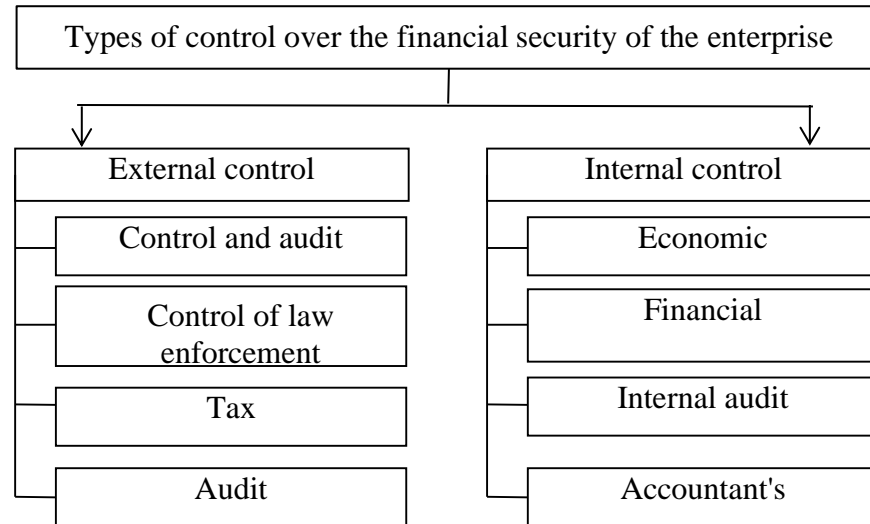 Types of control over the financial security of the enterprise
External control
Control and audit
Control of law
enforcement
Tax
Audit
Internal control
Economic
Financial
Internal audit
Accountant's